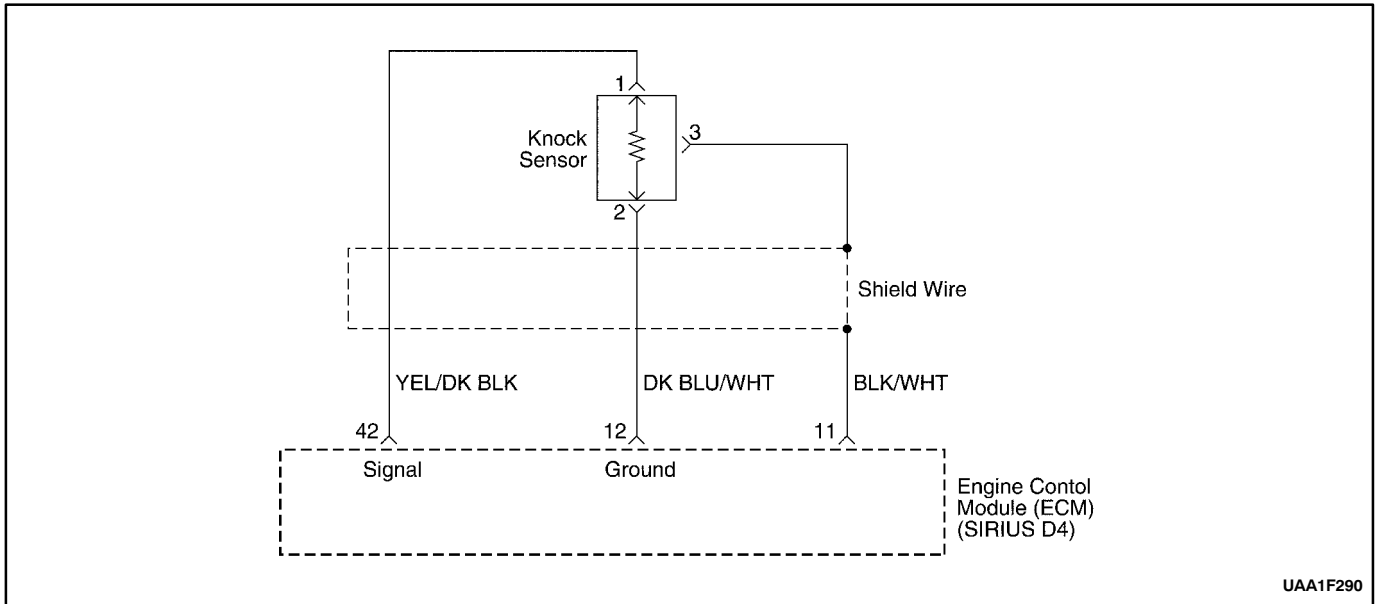 1
Knock
Sensor
3
2
Shield Wire
YEL/DK BLK
DK BLU/WHT
BLK/WHT
42
12
11
Signal
Ground
Engine Contol
Module (ECM)
(SIRIUS D4)
UAA1F290